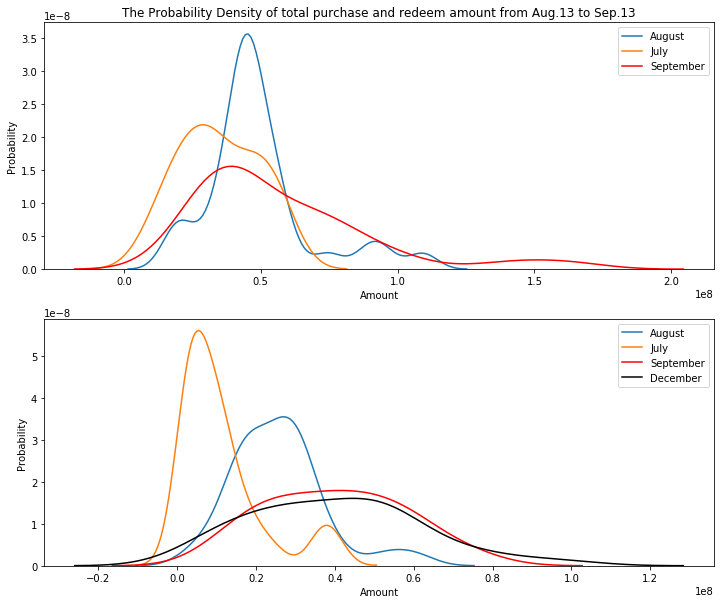 The Probability Density of total purchase and redeem amount from Aug.13 to Sep.13
1e−8
August
July
September
3.5
3.0
2.5
2.0
1.5
1.0
0.5
0.0
Probability
0.0 0.5 1.0 1.5 2.0
Amount
1e8
1e−8
August
July
September
December
5
4
3
2
1
0
Probability
−0.2 0.0 0.2 0.4 0.6 0.8 1.0 1.2
Amount
1e8